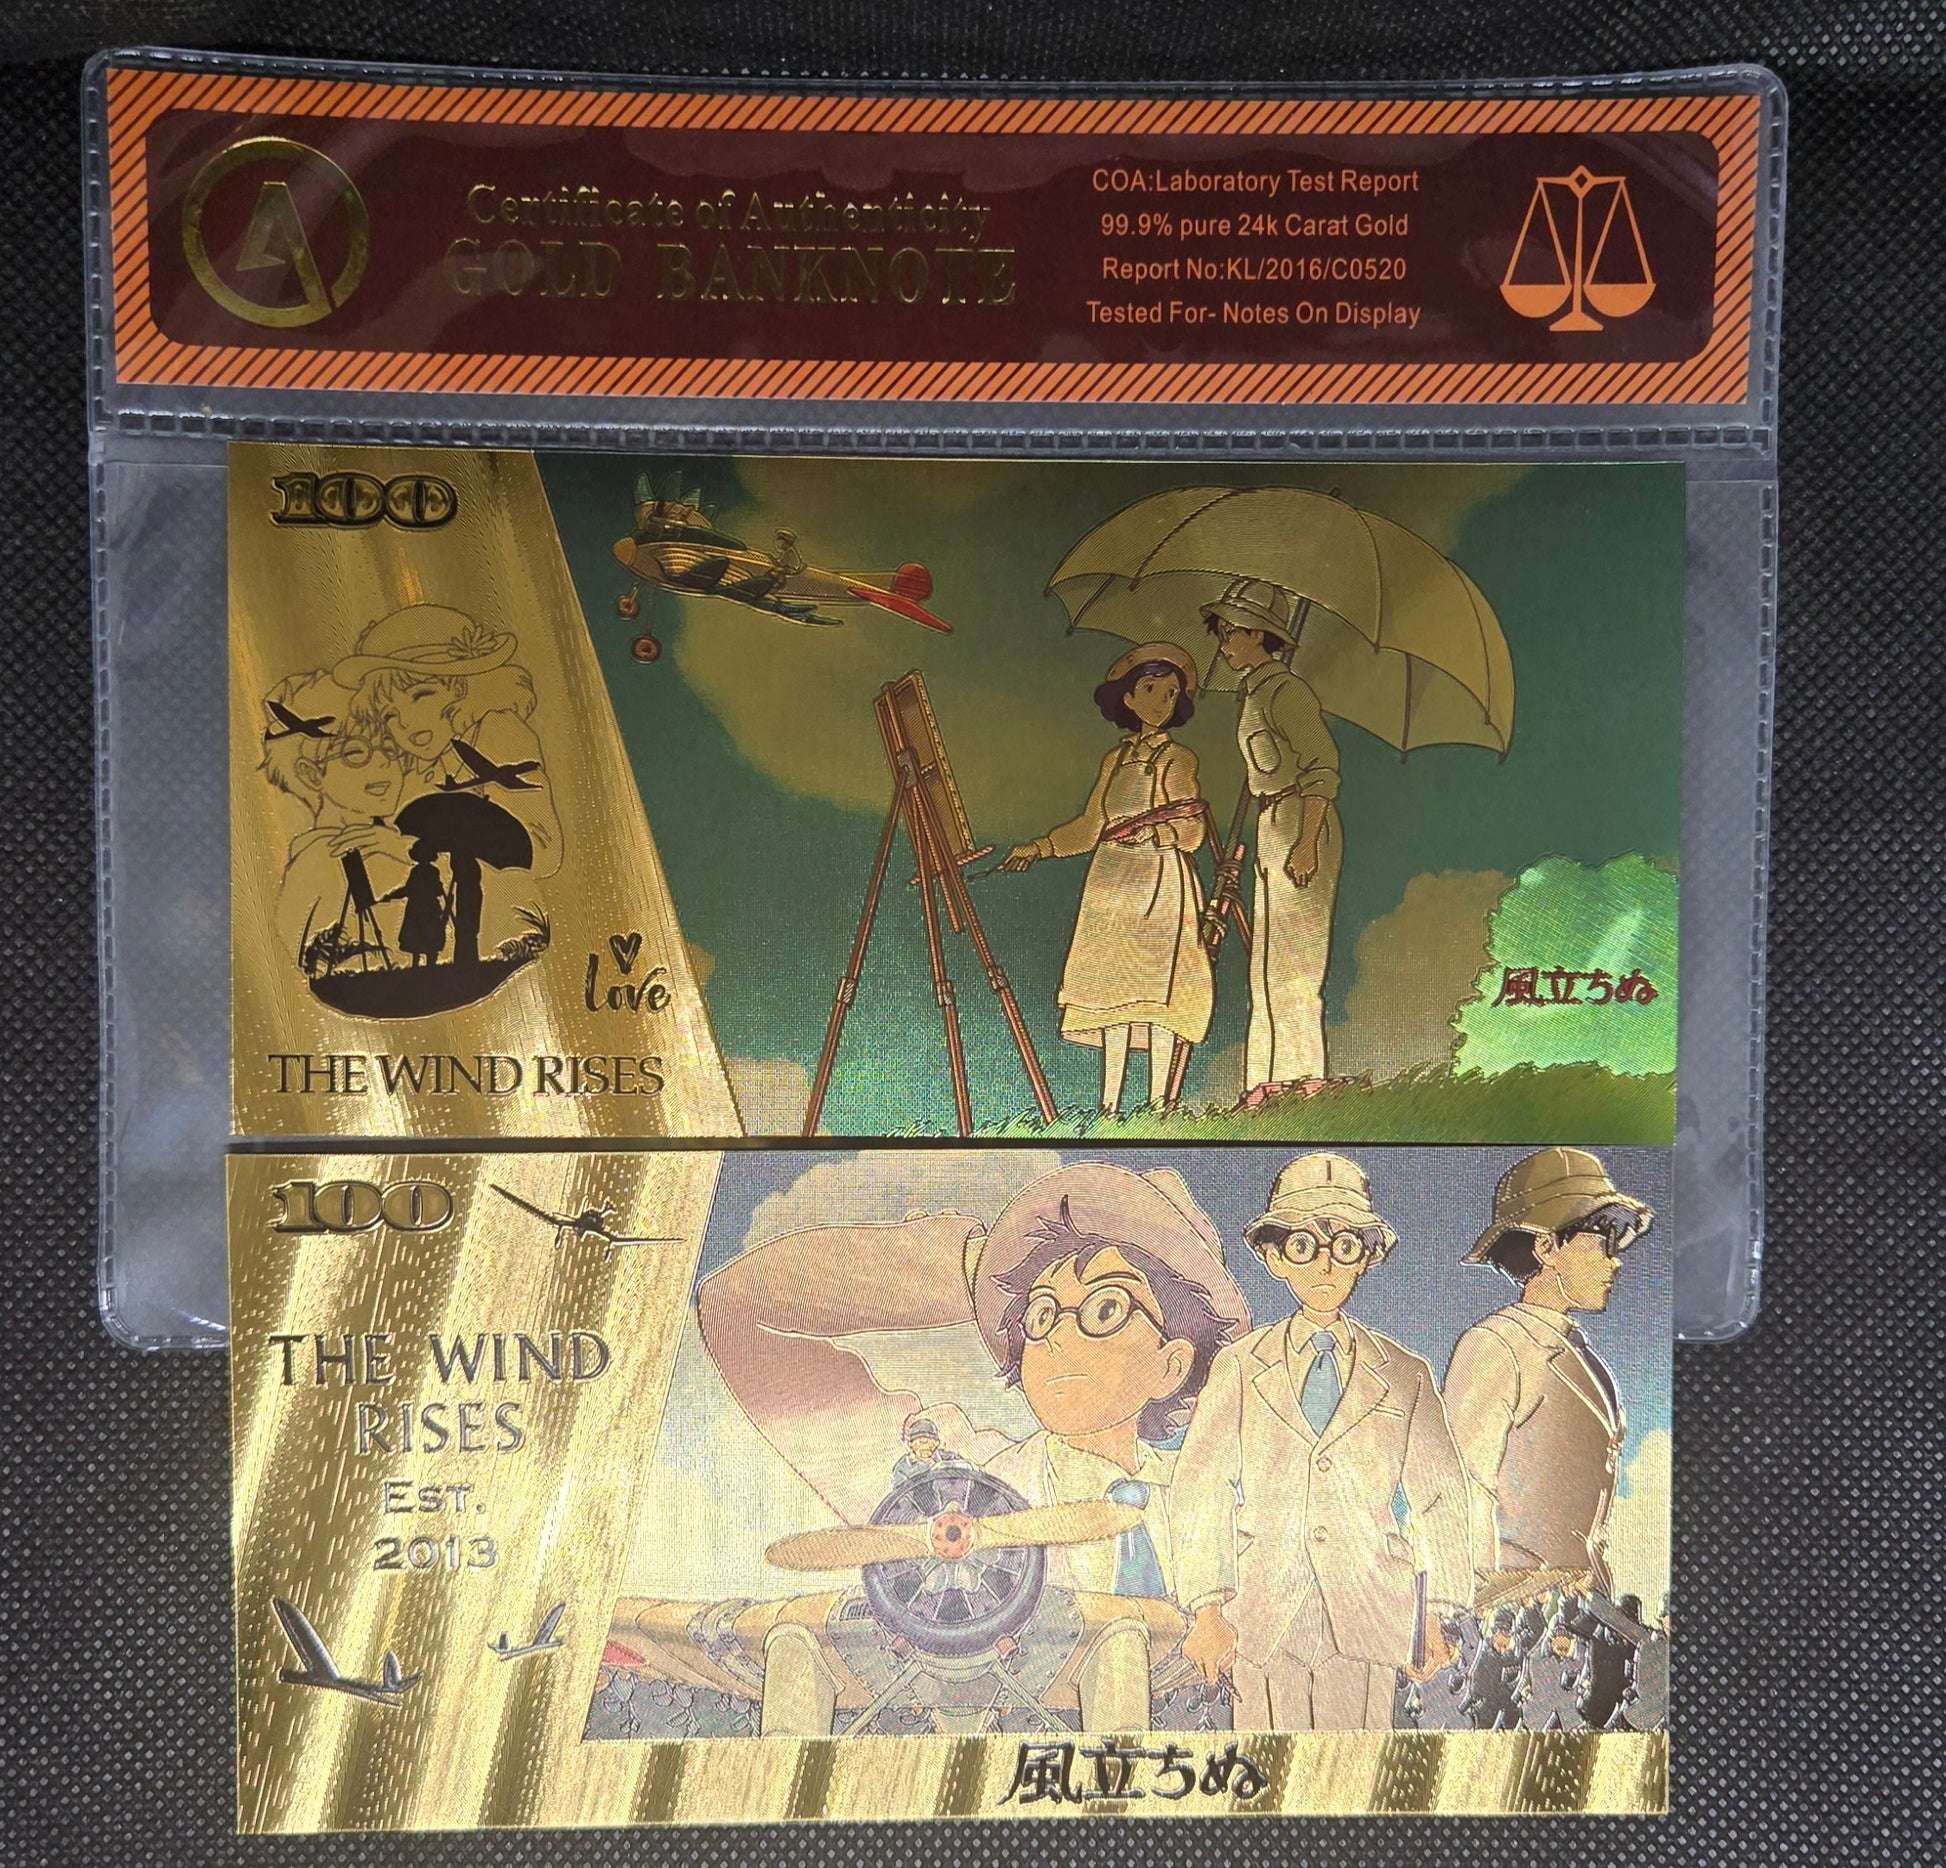 Certificate of Authenticity
GOLD BANKNOTE
COA:Laboratory Test Report
99.9% pure 24k Carat Gold
Report No:KL/2016/C0520
Tested For- Notes On Display
100
love
THE WIND RISES
風立ちぬ
100
THE WIND
RISES
EST.
2013
風立ちぬ